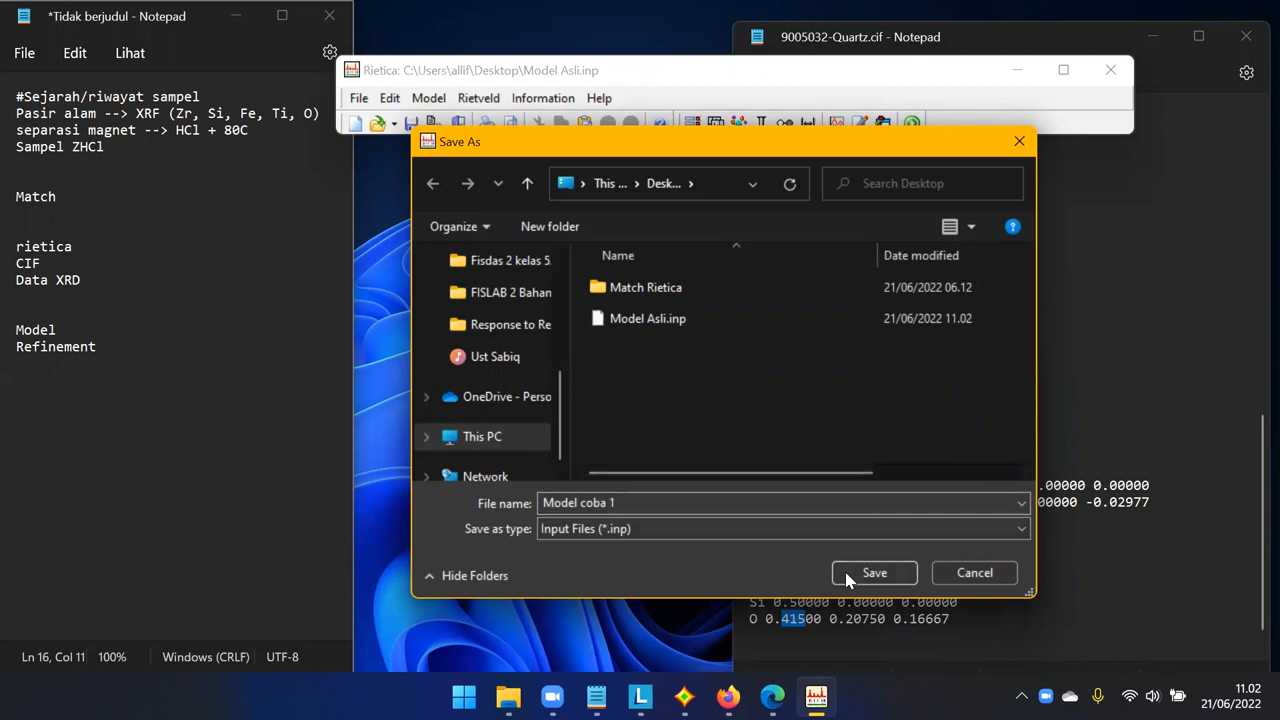 *Tidak berjudul - Notepad
File Edit Lihat
#Sejarah/riwayat sampel
Pasir alam --> XRF (Zr, Si, Fe, Ti, O)
separasi magnet --> HCl + 80C
Sampel ZHCl
Match
rietica
CIF
Data XRD
Model
Refinement
Ln 16, Col 11 100% Windows (CRLF) UTF-8
9005032-Quartz.cif - Notepad
Rietica: C:\Users\allif\Desktop\Model Asli.inp
File Edit Model Rietveld Information Help
Save As
This ... Desk... Search Desktop
Organize New folder
Name Date modified
Fisdas 2 kelas 5.
FISLAB 2 Bahan
Response to Re
Ust Sabiq
OneDrive - Perso
This PC
Network
Match Rietica 21/06/2022 06.12
Model Asli.inp 21/06/2022 11.02
File name: Model coba 1
Save as type: Input Files (*.inp)
Hide Folders Save Cancel
.00000 0.00000
00000 -0.02977
Si 0.50000 0.00000 0.00000
O 0.41500 0.20750 0.16667
11.02
21/06/2022